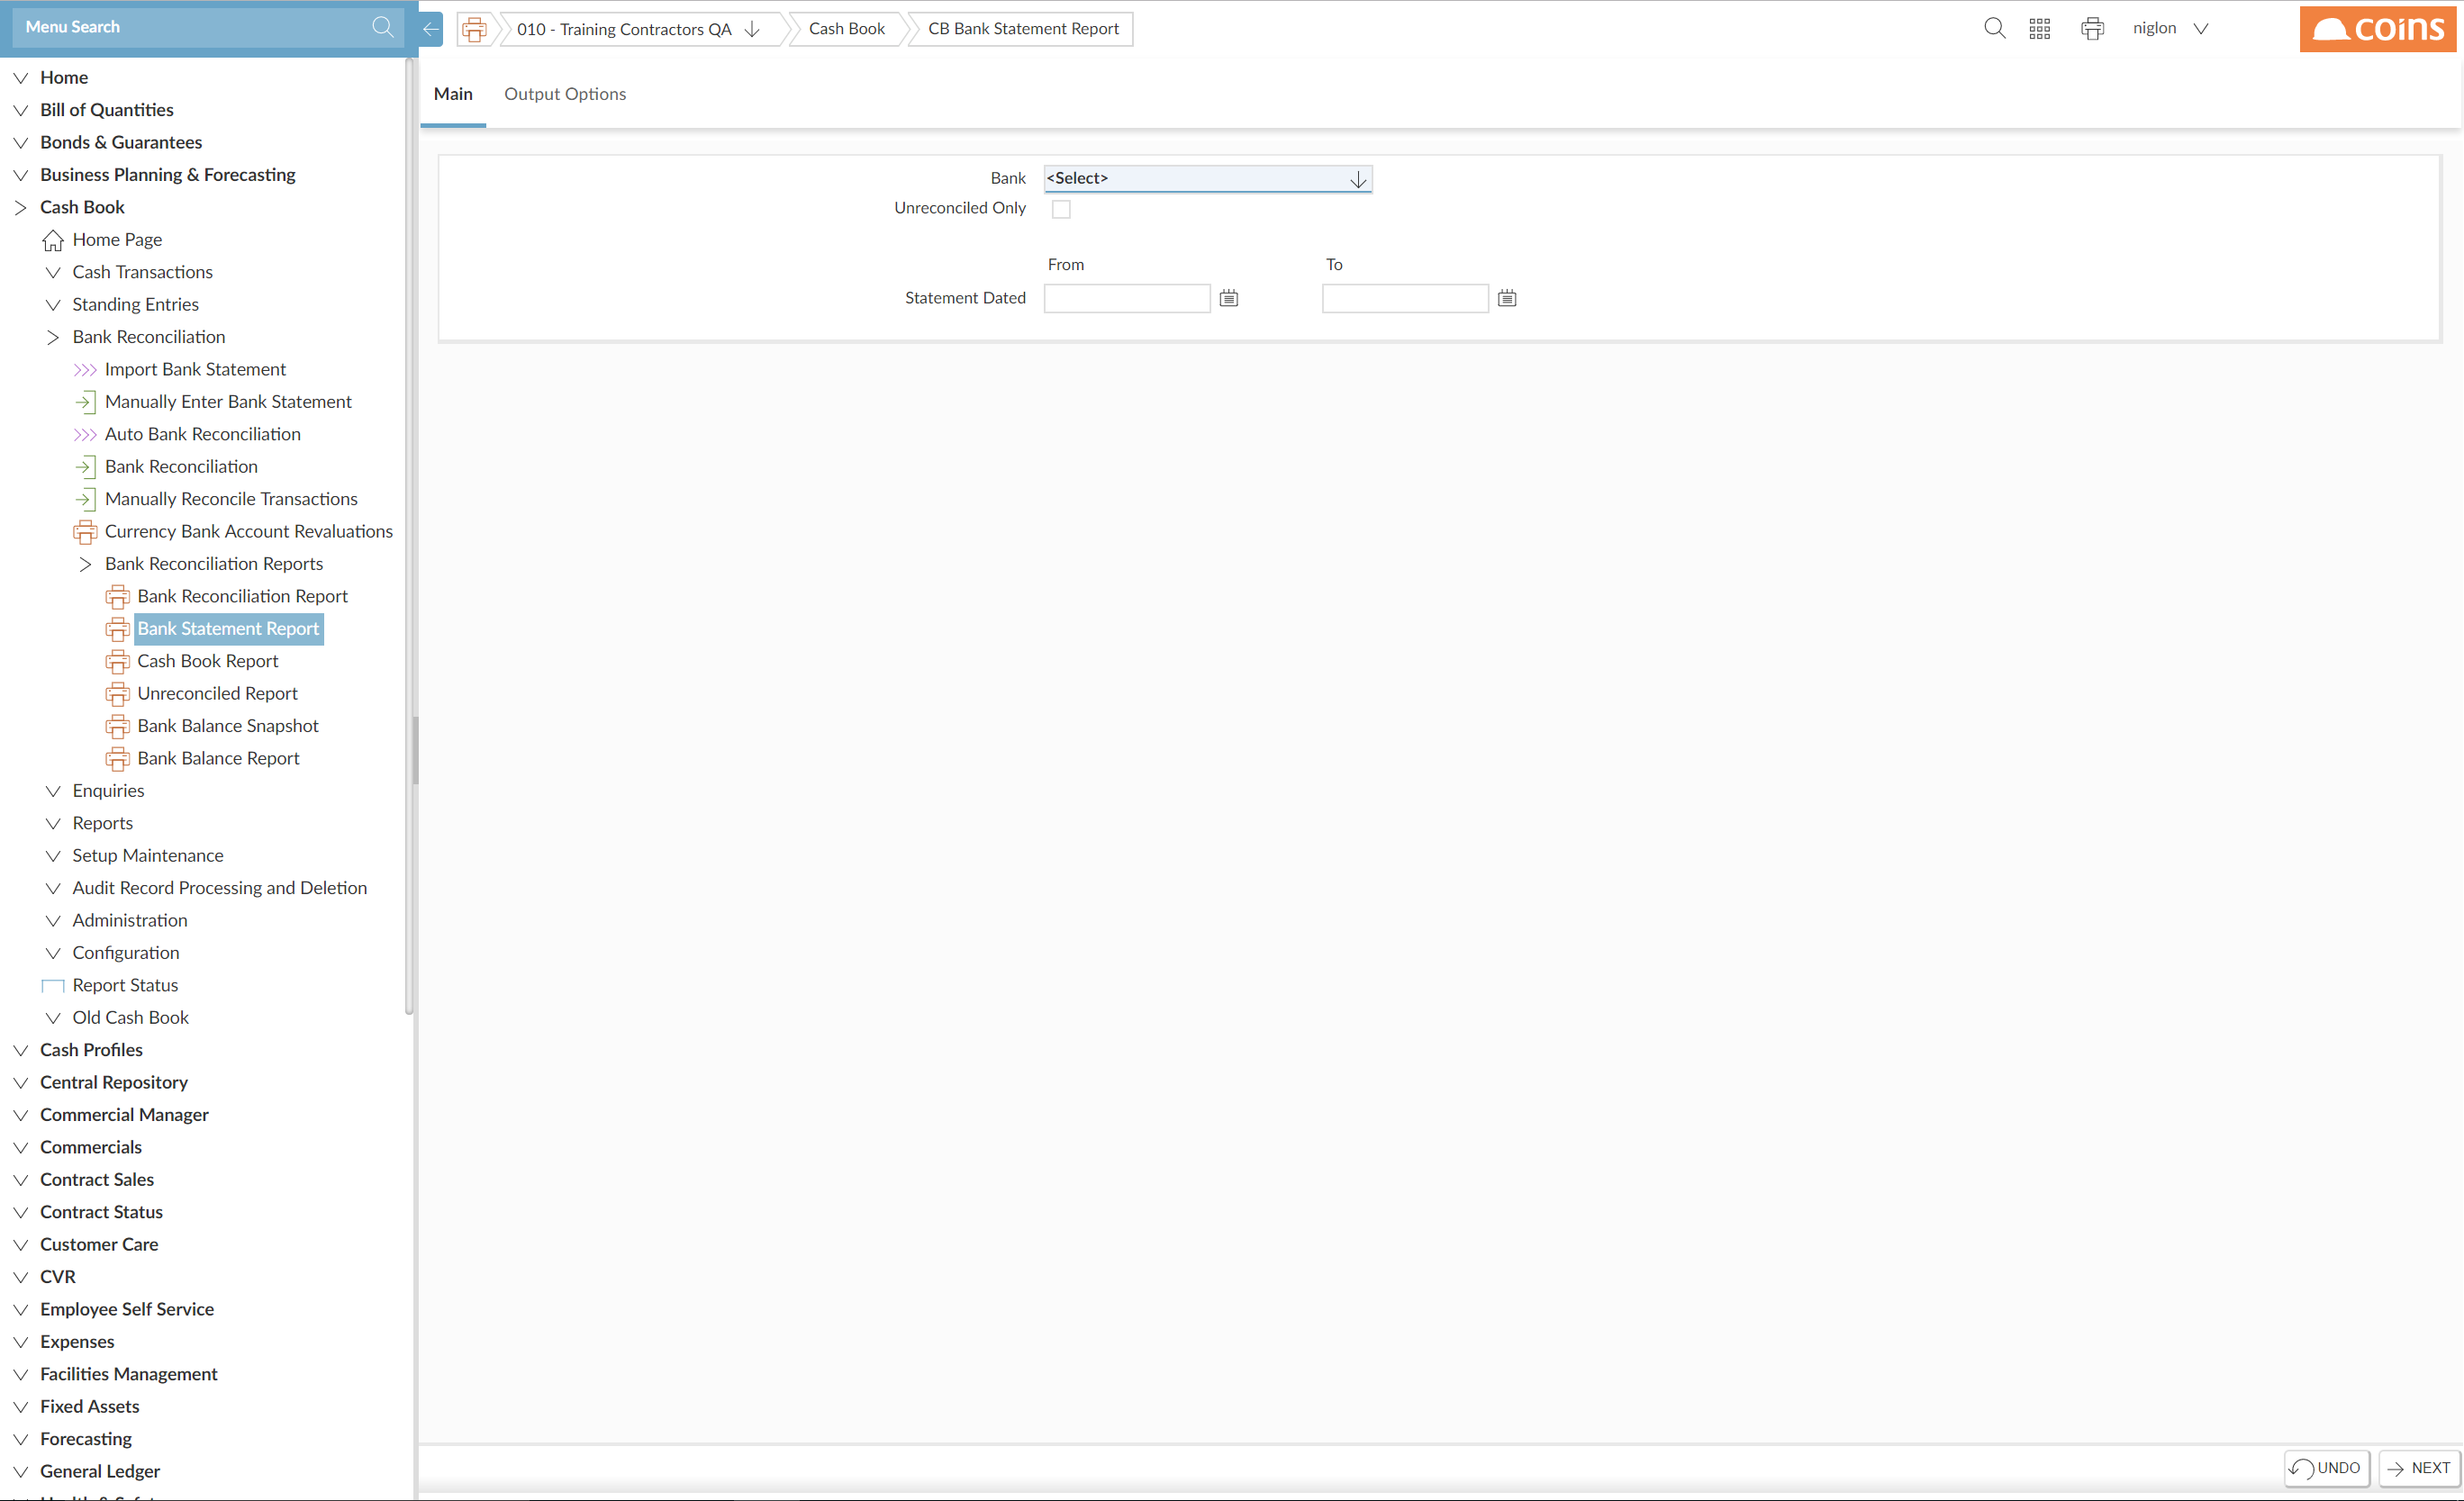 Menu Search
010 - Training Contractors QA
Cash Book
CB Bank Statement Report
niglon
coins
Main
Output Options
Home
Bill of Quantities
Bonds & Guarantees
Business Planning & Forecasting
Cash Book
Home Page
Cash Transactions
Standing Entries
Bank Reconciliation
Import Bank Statement
Manually Enter Bank Statement
Auto Bank Reconciliation
Bank Reconciliation
Manually Reconcile Transactions
Currency Bank Account Revaluations
Bank Reconciliation Reports
Bank Reconciliation Report
Bank Statement Report
Cash Book Report
Unreconciled Report
Bank Balance Snapshot
Bank Balance Report
Enquiries
Reports
Setup Maintenance
Audit Record Processing and Deletion
Administration
Configuration
Report Status
Old Cash Book
Cash Profiles
Central Repository
Commercial Manager
Commercials
Contract Sales
Contract Status
Customer Care
CVR
Employee Self Service
Expenses
Facilities Management
Fixed Assets
Forecasting
General Ledger
Bank <Select>
Unreconciled Only
From To
Statement Dated
UNDO
NEXT